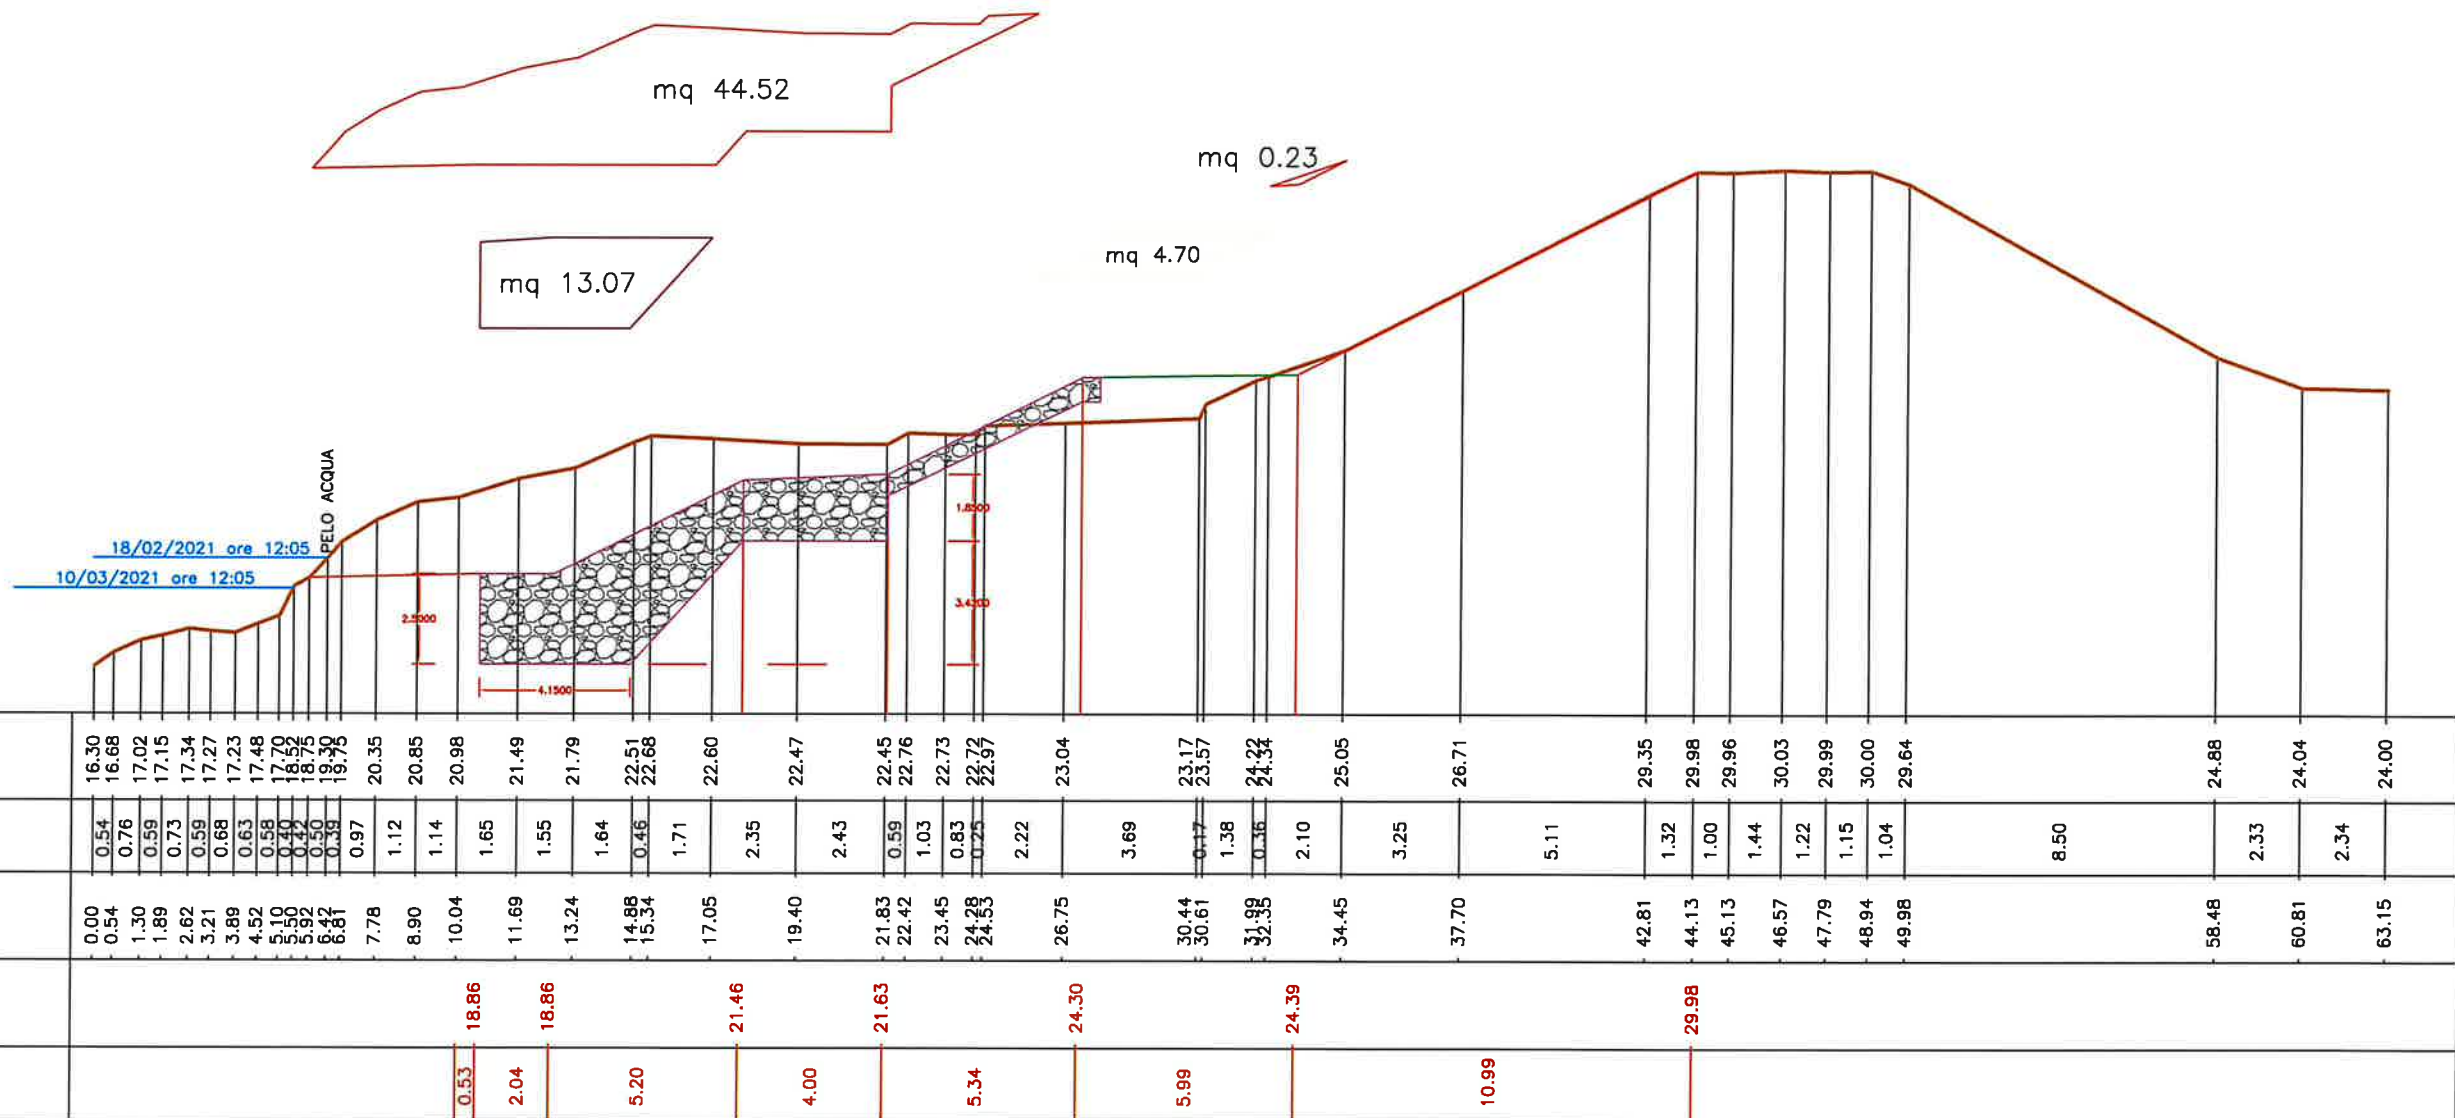 mq 44.52
mq 0.23
mq 4.70
mq 13.07
PELO ACQUA
18/02/2021 ore 12:05
10/03/2021 ore 12:05
1.8500
3.4200
2.5000
4.1500
16.30 16.68 17.02 17.15 17.34 17.27 17.23 17.48 17.70 18.52 18.75 19.30 19.75 20.35 20.85 20.98 21.49 21.79 22.51 22.68 22.60 22.47 22.45 22.76 22.73 22.72 22.97 23.04 23.17 23.57 24.22 24.34 25.05 26.71 29.35 29.98 29.96 30.03 29.99 30.00 29.64 24.88 24.04 24.00
0.54 0.76 0.59 0.73 0.59 0.68 0.63 0.58 0.40 0.42 0.50 0.39 0.97 1.12 1.14 1.65 1.55 1.64 0.46 1.71 2.35 2.43 0.59 1.03 0.83 0.25 2.22 3.69 0.17 1.38 0.36 2.10 3.25 5.11 1.32 1.00 1.44 1.22 1.15 1.04 8.50 2.33 2.34
0.00 0.54 1.30 1.89 2.62 3.21 3.89 4.52 5.10 5.50 5.92 6.42 6.81 7.78 8.90 10.04 11.69 13.24 14.88 15.34 17.05 19.40 21.83 22.42 23.45 24.28 24.53 26.75 30.44 30.61 31.99 32.35 34.45 37.70 42.81 44.13 45.13 46.57 47.79 48.94 49.98 58.48 60.81 63.15
18.86 18.86 21.46 21.63 24.30 24.39 29.98
0.53 2.04 5.20 4.00 5.34 5.99 10.99